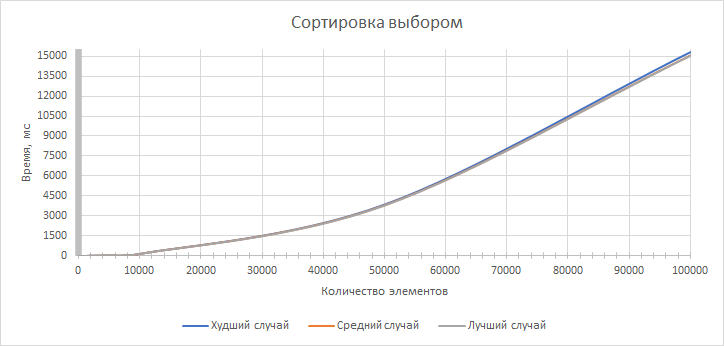 Сортировка выбором
Время, мс
15000
13500
12000
10500
9000
7500
6000
4500
3000
1500
0
0 10000 20000 30000 40000 50000 60000 70000 80000 90000 100000
Количество элементов
Худший случай Средний случай Лучший случай